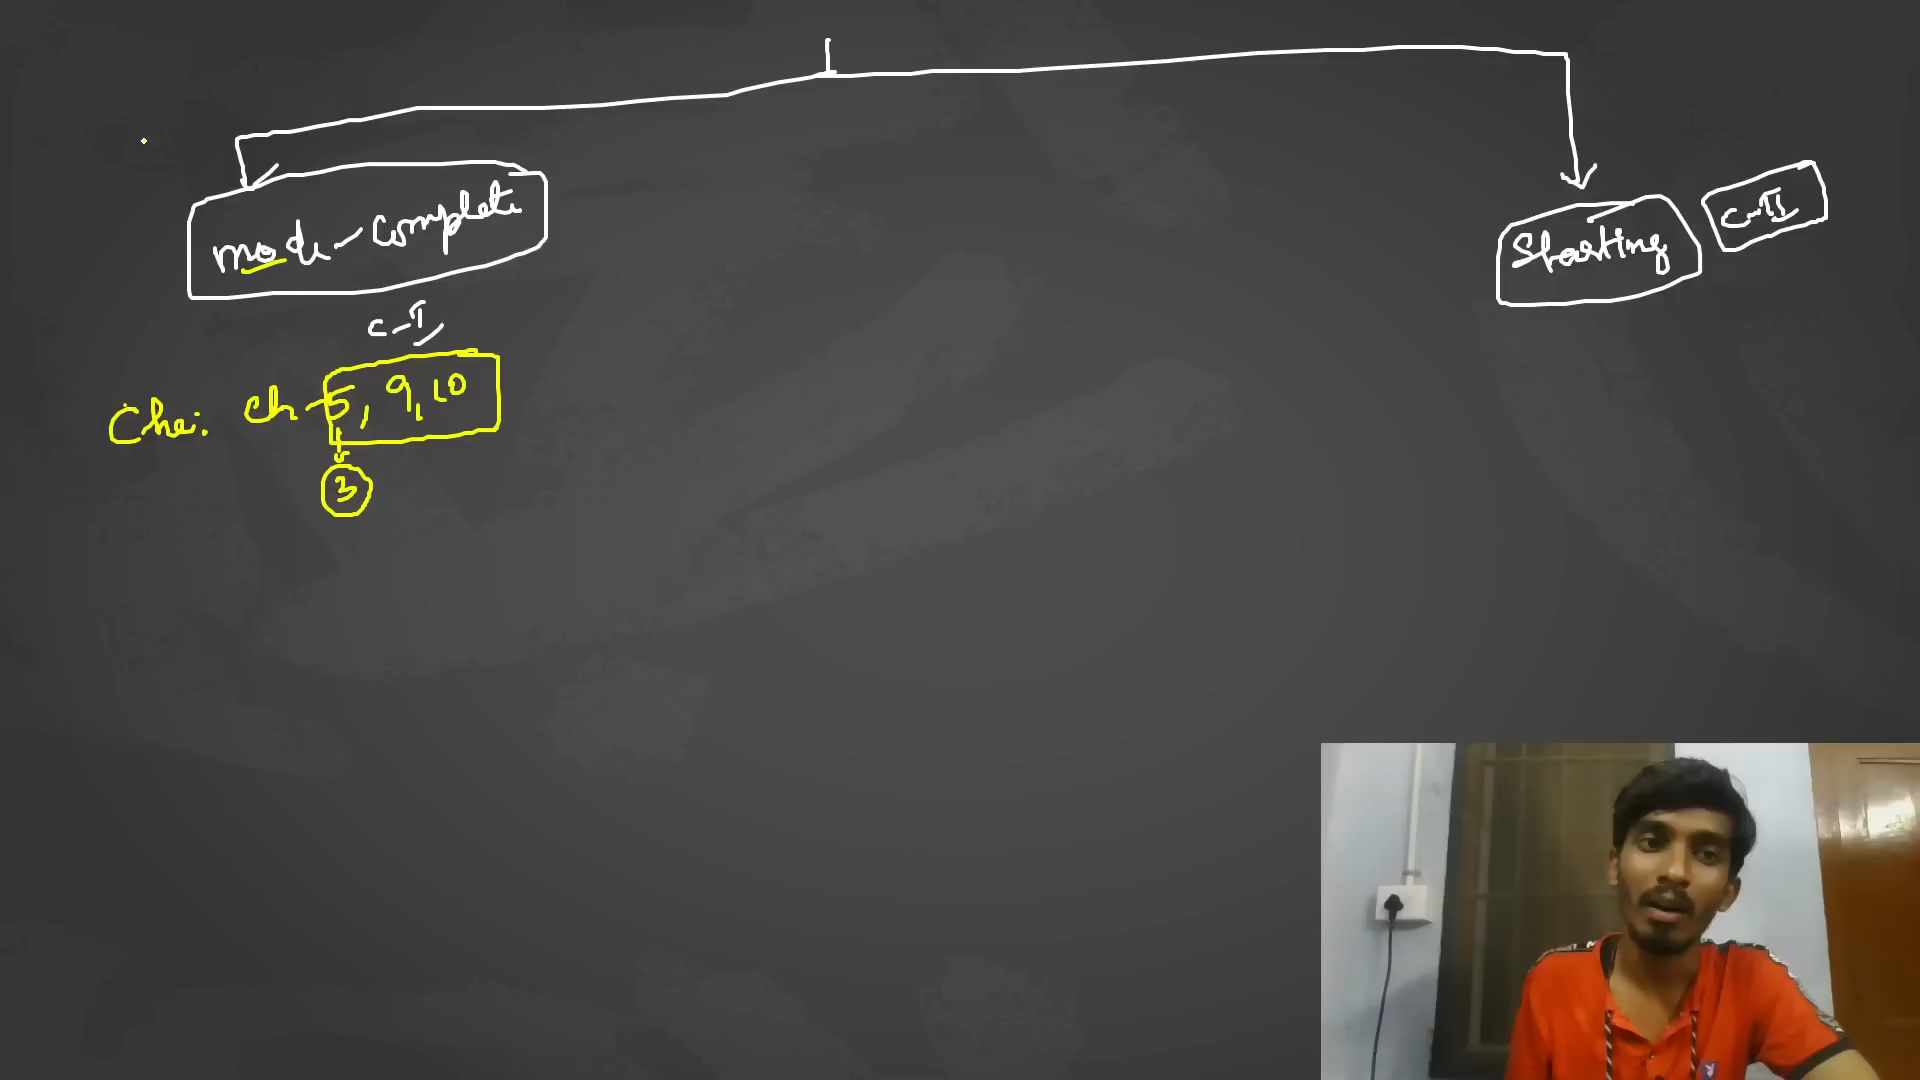 mode-complete
Starting
C-II
C-I
Che: ch-5, 9, 10
3